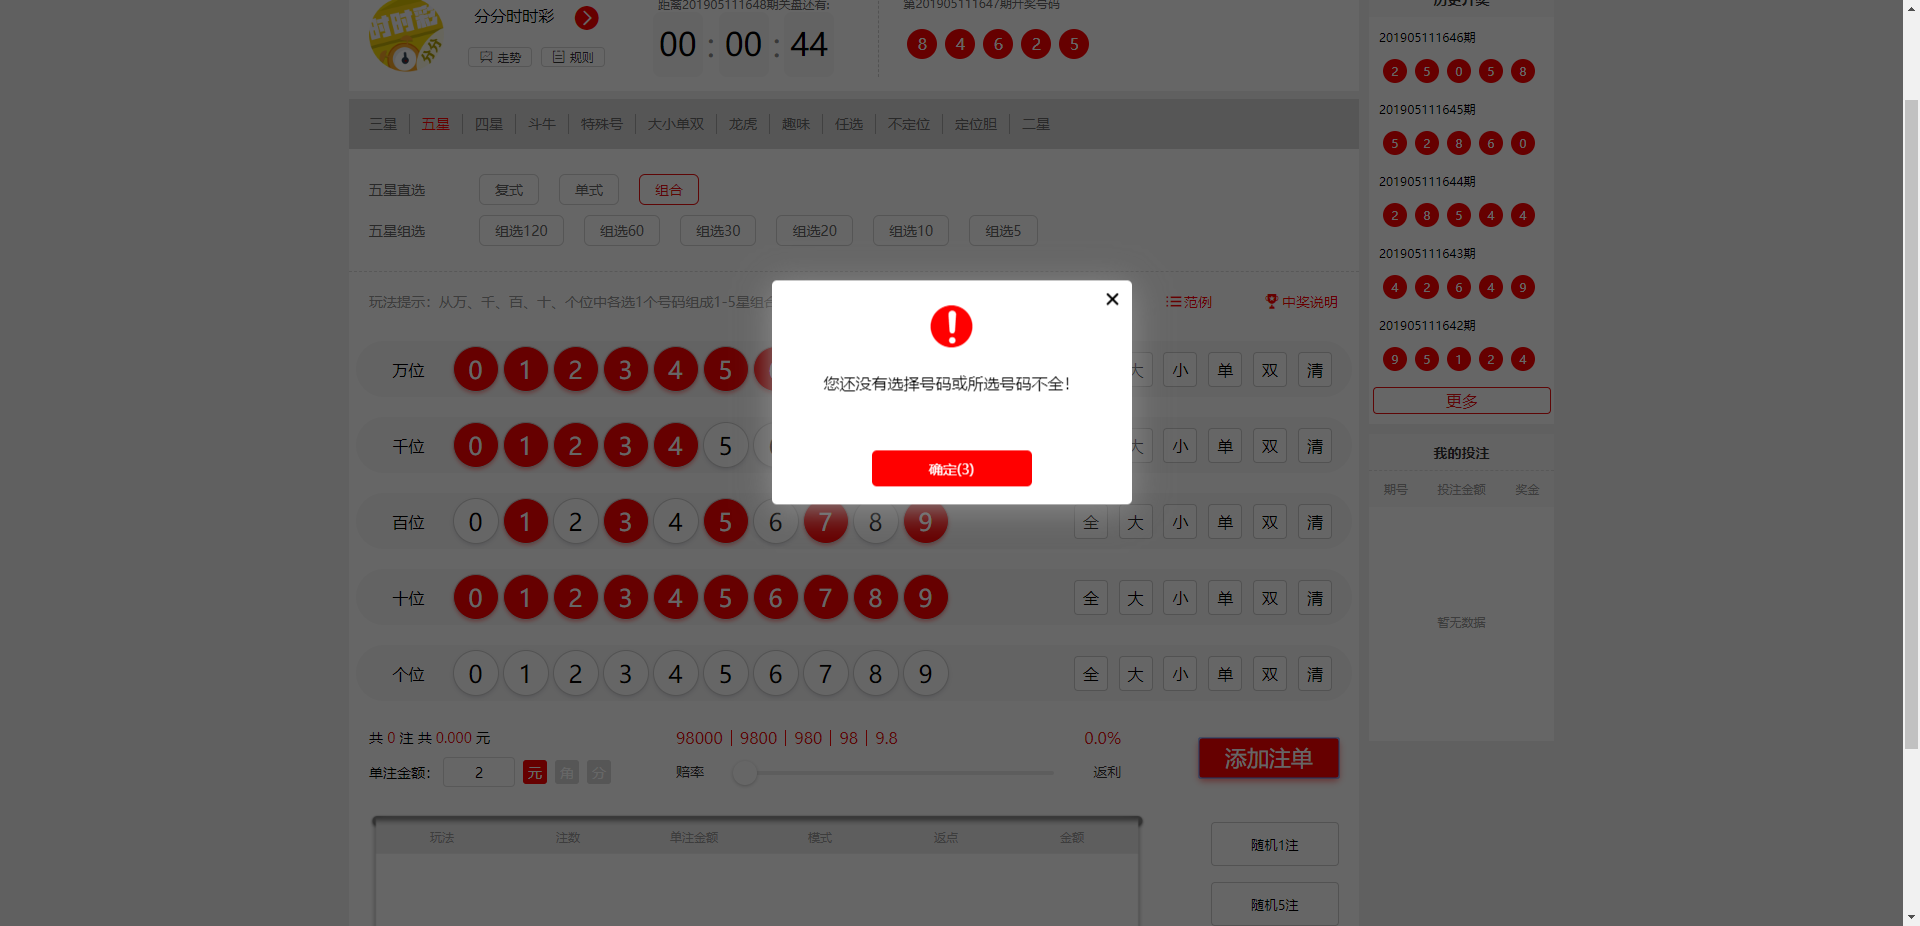 距离201905111648期关盘还有:
第201905111647期开奖号码
历史开奖
时时彩
分分
分分时时彩
走势
规则
00 : 00 : 44
8 4 6 2 5
三星 五星 四星 斗牛 特殊号 大小单双 龙虎 趣味 任选 不定位 定位胆 二星
五星直选 复式 单式 组合
五星组选 组选120 组选60 组选30 组选20 组选10 组选5
玩法提示：从万、千、百、十、个位中各选1个号码组成1-5星组合
范例
中奖说明
您还没有选择号码或所选号码不全!
确定(3)
万位 0 1 2 3 4 5 大 小 单 双 清
千位 0 1 2 3 4 5 大 小 单 双 清
百位 0 1 2 3 4 5 6 7 8 9 全 大 小 单 双 清
十位 0 1 2 3 4 5 6 7 8 9 全 大 小 单 双 清
个位 0 1 2 3 4 5 6 7 8 9 全 大 小 单 双 清
共 0 注 共 0.000 元
98000 | 9800 | 980 | 98 | 9.8
0.0%
单注金额： 2 元 角 分
赔率
返利
添加注单
玩法 注数 单注金额 模式 返点 金额
随机1注
随机5注
201905111646期
2 5 0 5 8
201905111645期
5 2 8 6 0
201905111644期
2 8 5 4 4
201905111643期
4 2 6 4 9
201905111642期
9 5 1 2 4
更多
我的投注
期号 投注金额 奖金
暂无数据